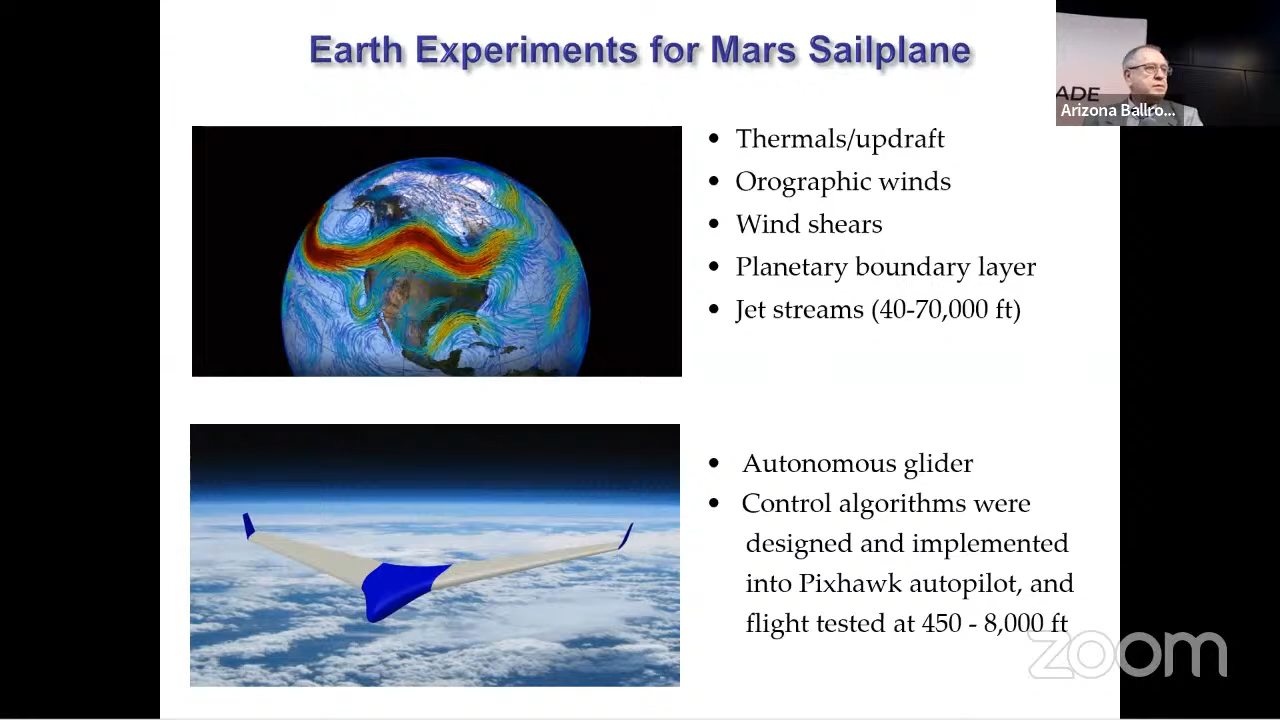 Earth Experiments for Mars Sailplane
ADE
Arizona Ballro...
• Thermals/updraft
• Orographic winds
• Wind shears
• Planetary boundary layer
• Jet streams (40-70,000 ft)
• Autonomous glider
• Control algorithms were
designed and implemented
into Pixhawk autopilot, and
flight tested at 450 - 8,000 ft
zoom